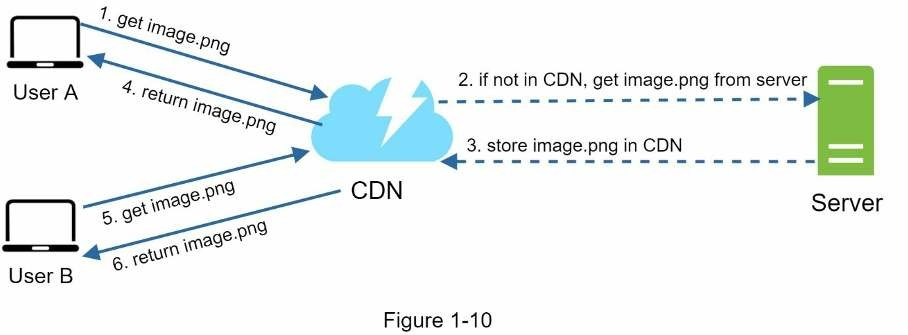 1. get image.png
User A
4. return image.png
2. if not in CDN, get image.png from server
3. store image.png in CDN
CDN
Server
5. get image.png
User B
6. return image.png
Figure 1-10